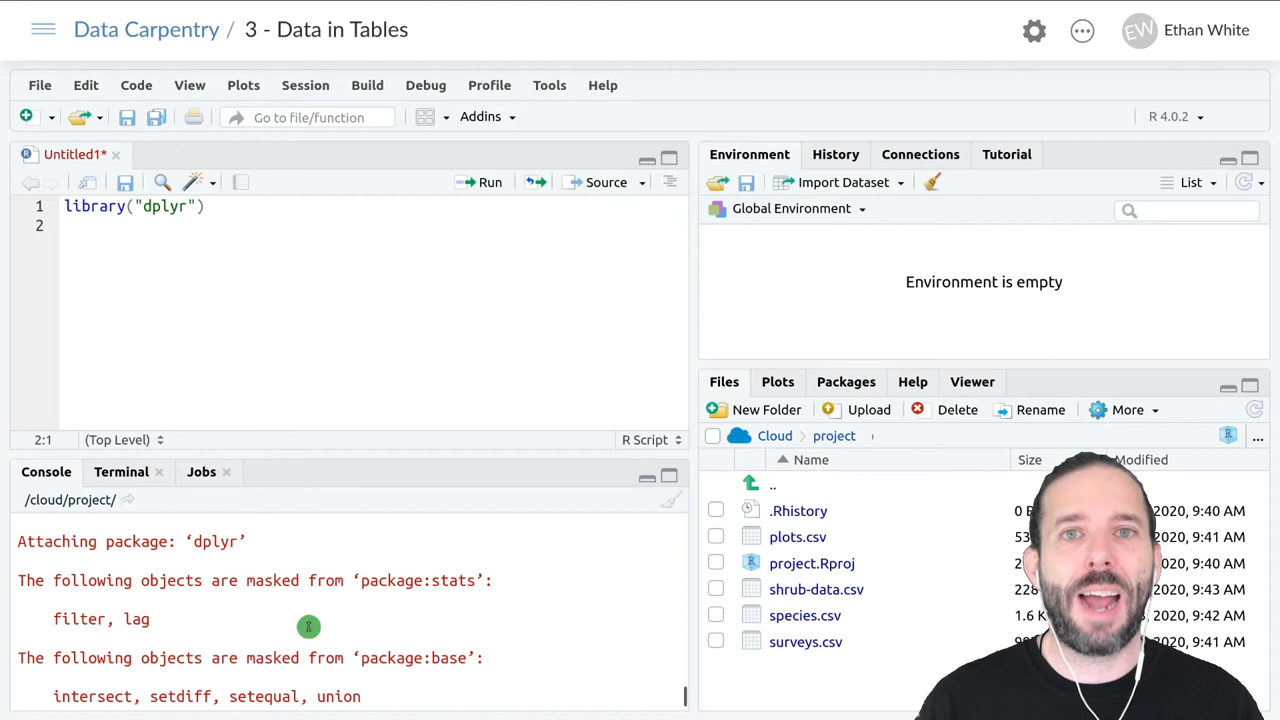 Data Carpentry / 3 - Data in Tables
EW Ethan White
File Edit Code View Plots Session Build Debug Profile Tools Help
Go to file/function Addins R 4.0.2
Untitled1*
Run Source
1 library("dplyr")
2
2:1 (Top Level) R Script
Console Terminal Jobs
/cloud/project/
Attaching package: ‘dplyr’
The following objects are masked from ‘package:stats’:
filter, lag
The following objects are masked from ‘package:base’:
intersect, setdiff, setequal, union
Environment History Connections Tutorial
Import Dataset List
Global Environment
Environment is empty
Files Plots Packages Help Viewer
New Folder Upload Delete Rename More
Cloud project ...
Name Size Modified
..
.Rhistory 0 2020, 9:40 AM
plots.csv 2020, 9:41 AM
project.Rproj 2020, 9:40 AM
shrub-data.csv 2020, 9:43 AM
species.csv 1.6 2020, 9:42 AM
surveys.csv 2020, 9:41 AM